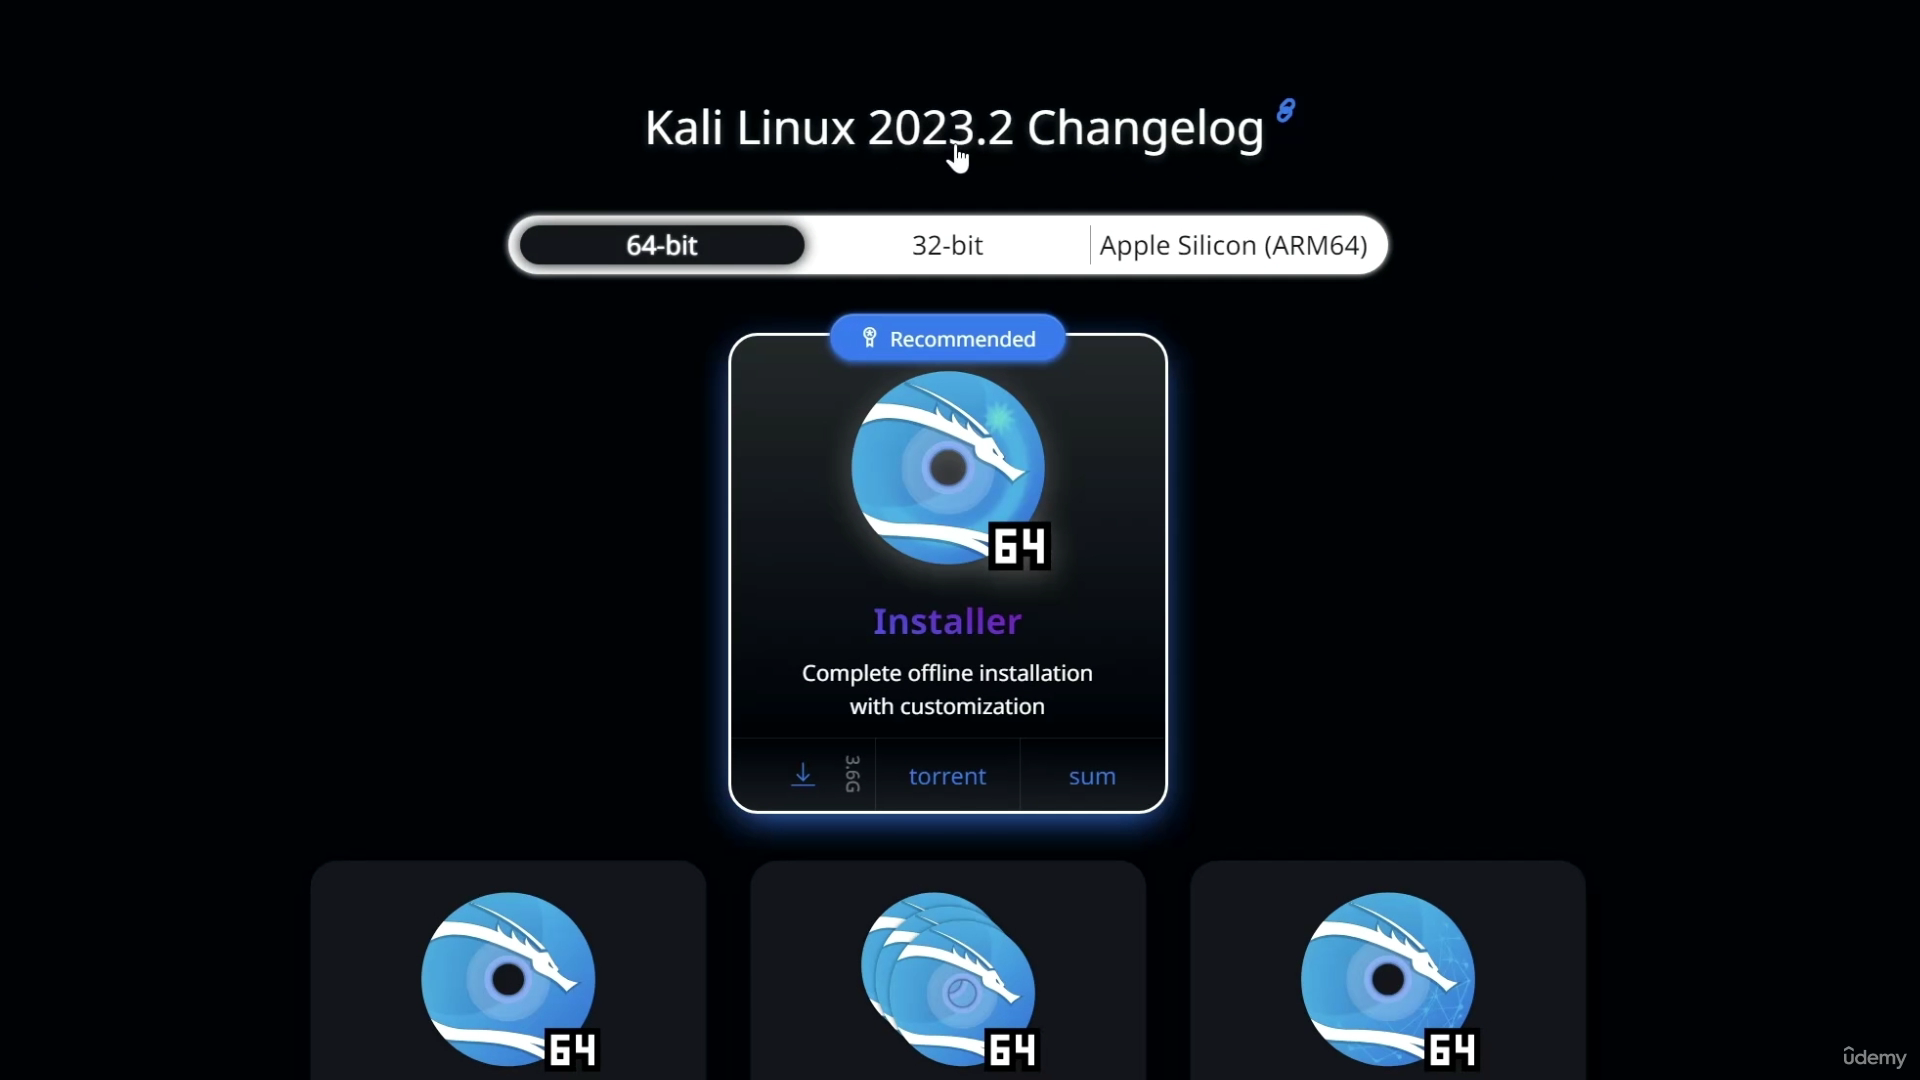 Kali Linux 2023.2 Changelog
64-bit
32-bit
Apple Silicon (ARM64)
Recommended
64
Installer
Complete offline installation
with customization
3.6G
torrent
sum
64
64
64
ûdemy